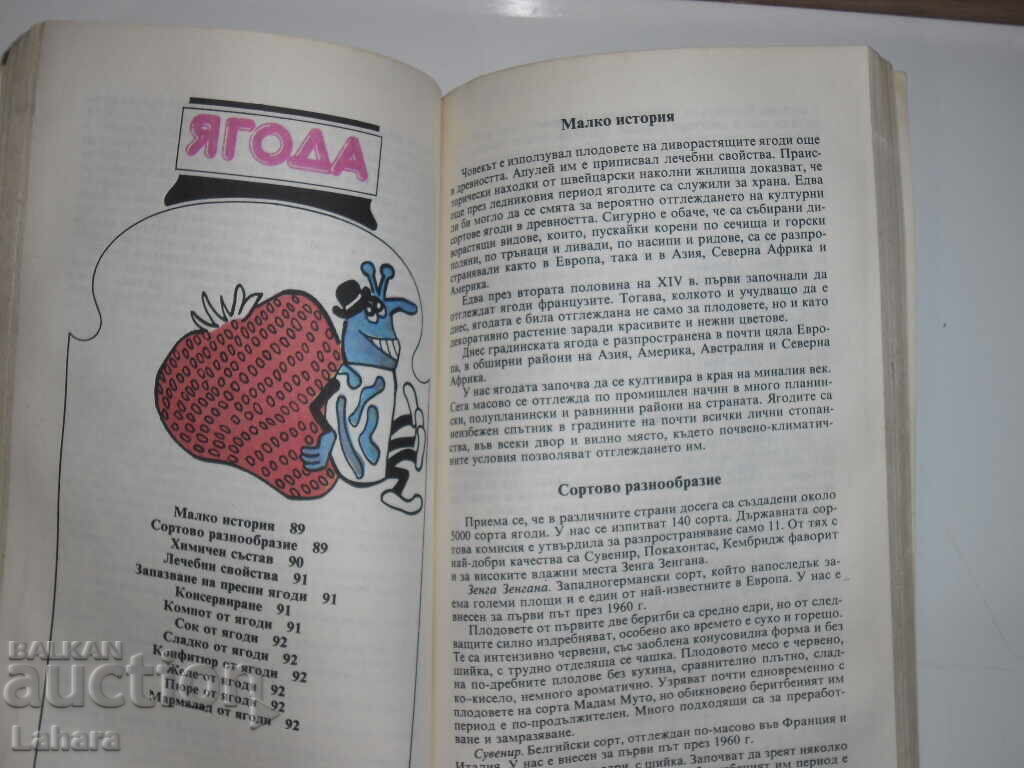 ЯГОДА
Малко история 89
Сортово разнообразие 89
Химичен състав 90
Лечебни свойства 91
Запазване на пресни ягоди 91
Консервиране 91
Компот от ягоди 91
Сок от ягоди 92
Сладко от ягоди 92
Конфитюр от ягоди 92
Желе от ягоди 92
Пюре от ягоди 92
Мармалад от ягоди 92
Малко история
Човекът е използувал плодовете на диворастящите ягоди още
в древността. Апулей им е приписвал лечебни свойства. Праис-
торически находки от швейцарски наколни жилища доказват, че
още през ледниковия период ягодите са служили за храна. Едва
ли би могло да се смята за вероятно отглеждането на културни
сортове ягоди в древността. Сигурно е обаче, че са събирани ди-
ворастящи видове, които, пускайки корени по сечища и горски
поляни, по трънаци и ливади, по насипи и ридове, са се разпро-
странявали както в Европа, така и в Азия, Северна Африка и
Америка.
Едва през втората половина на XIV в. първи започнали да
отглеждат ягоди французите. Тогава, колкото и учудващо да е
днес, ягодата е била отглеждана не само за плодовете, но и като
декоративно растение заради красивите и нежни цветове.
Днес градинската ягода е разпространена в почти цяла Евро-
па, в обширни райони на Азия, Америка, Австралия и Северна
Африка.
У нас ягодата започва да се култивира в края на миналия век.
Сега масово се отглежда по промишлен начин в много планин-
ски, полупланински и равнинни райони на страната. Ягодите са
неизбежен спътник в градините на почти всички лични стопан-
ства, във всеки двор и вилно място, където почвено-климатич-
ните условия позволяват отглеждането им.
Сортово разнообразие
Приема се, че в различните страни досега са създадени около
5000 сорта ягоди. У нас се изпитват 140 сорта. Държавната сор-
това комисия е утвърдила за разпространяване само 11. От тях с
най-добри качества са Сувенир, Покахонтас, Кембридж фаворит
и за високите влажни места Зенга Зенгана.
Зенга Зенгана. Западногермански сорт, който напоследък за-
ема големи площи и е един от най-известните в Европа. У нас е
внесен за първи път през 1960 г.
Плодовете от първите две беритби са средно едри, но от след-
ващите силно издребняват, особено ако времето е сухо и горещо.
Те са интензивно червени, със заоблена конусовидна форма и без
шийка, с трудно отделяща се чашка. Плодовото месо е червено,
на по-дребните плодове без кухина, сравнително плътно, слад-
ко-кисело, немного ароматично. Узряват почти едновременно с
плодовете на сорта Мадам Муто, но обикновено беритбеният им
период е по-продължителен. Много подходящи са за преработ-
ване и замразяване.
Сувенир. Белгийски сорт, отглеждан по-масово във Франция и
Италия. У нас е внесен за първи път през 1960 г.
с шийка. Започват да зреят няколко
BALKAN
auction
Lahara